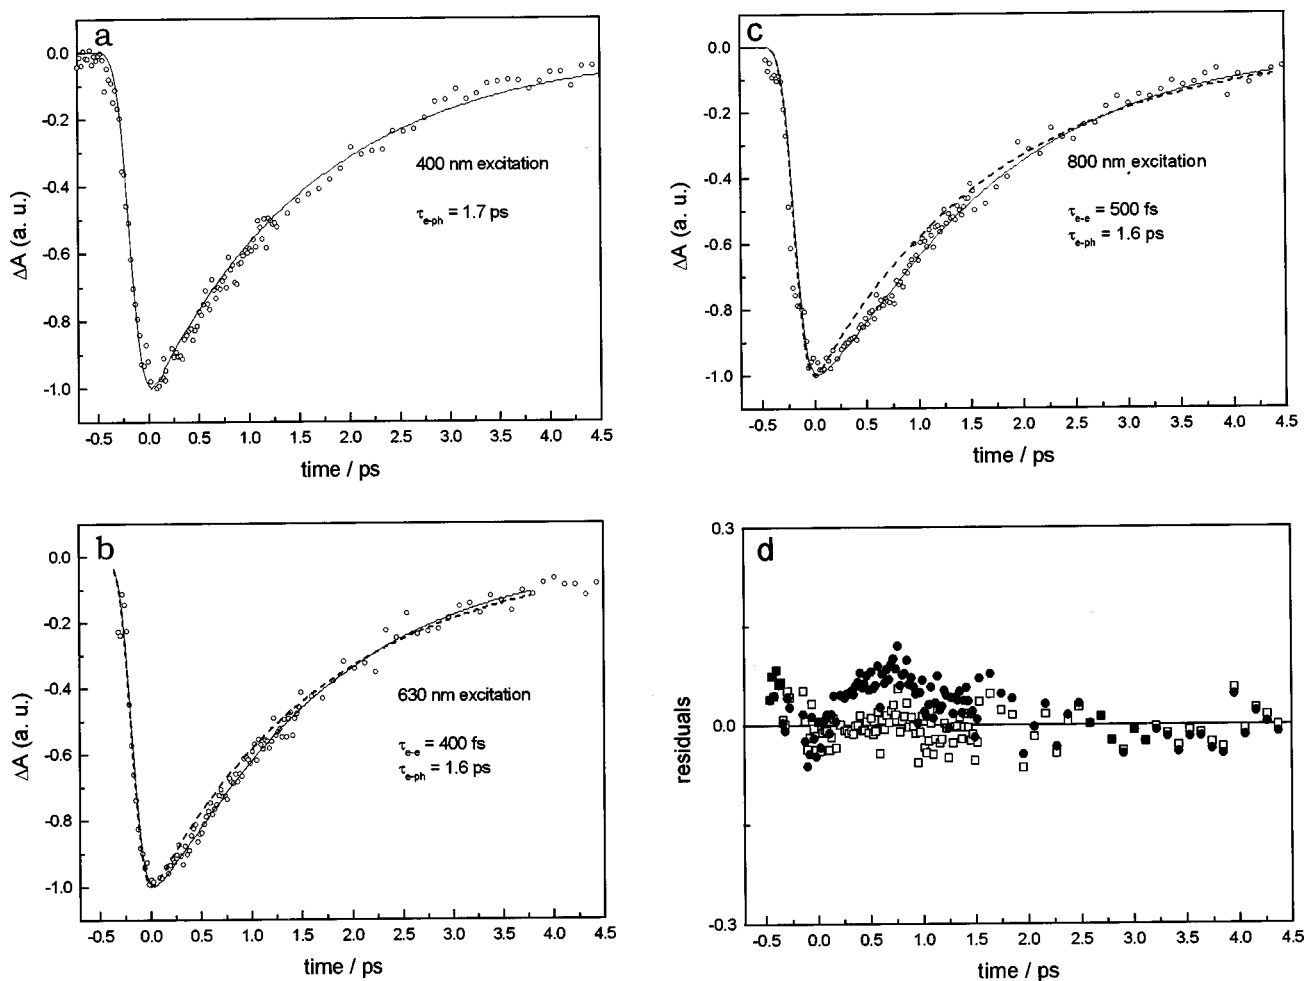 a
0.0
-0.2
-0.4
-0.6
-0.8
-1.0
ΔA (a. u.)
400 nm excitation
τe-ph = 1.7 ps
-0.5 0.0 0.5 1.0 1.5 2.0 2.5 3.0 3.5 4.0 4.5
time / ps
c
0.0
-0.2
-0.4
-0.6
-0.8
-1.0
ΔA (a. u.)
800 nm excitation
τe-e = 500 fs
τe-ph = 1.6 ps
-0.5 0.0 0.5 1.0 1.5 2.0 2.5 3.0 3.5 4.0 4.5
time / ps
b
0.0
-0.2
-0.4
-0.6
-0.8
-1.0
ΔA (a. u.)
630 nm excitation
τe-e = 400 fs
τe-ph = 1.6 ps
-0.5 0.0 0.5 1.0 1.5 2.0 2.5 3.0 3.5 4.0 4.5
time / ps
d
0.3
0.0
-0.3
residuals
-0.5 0.0 0.5 1.0 1.5 2.0 2.5 3.0 3.5 4.0 4.5
time / ps